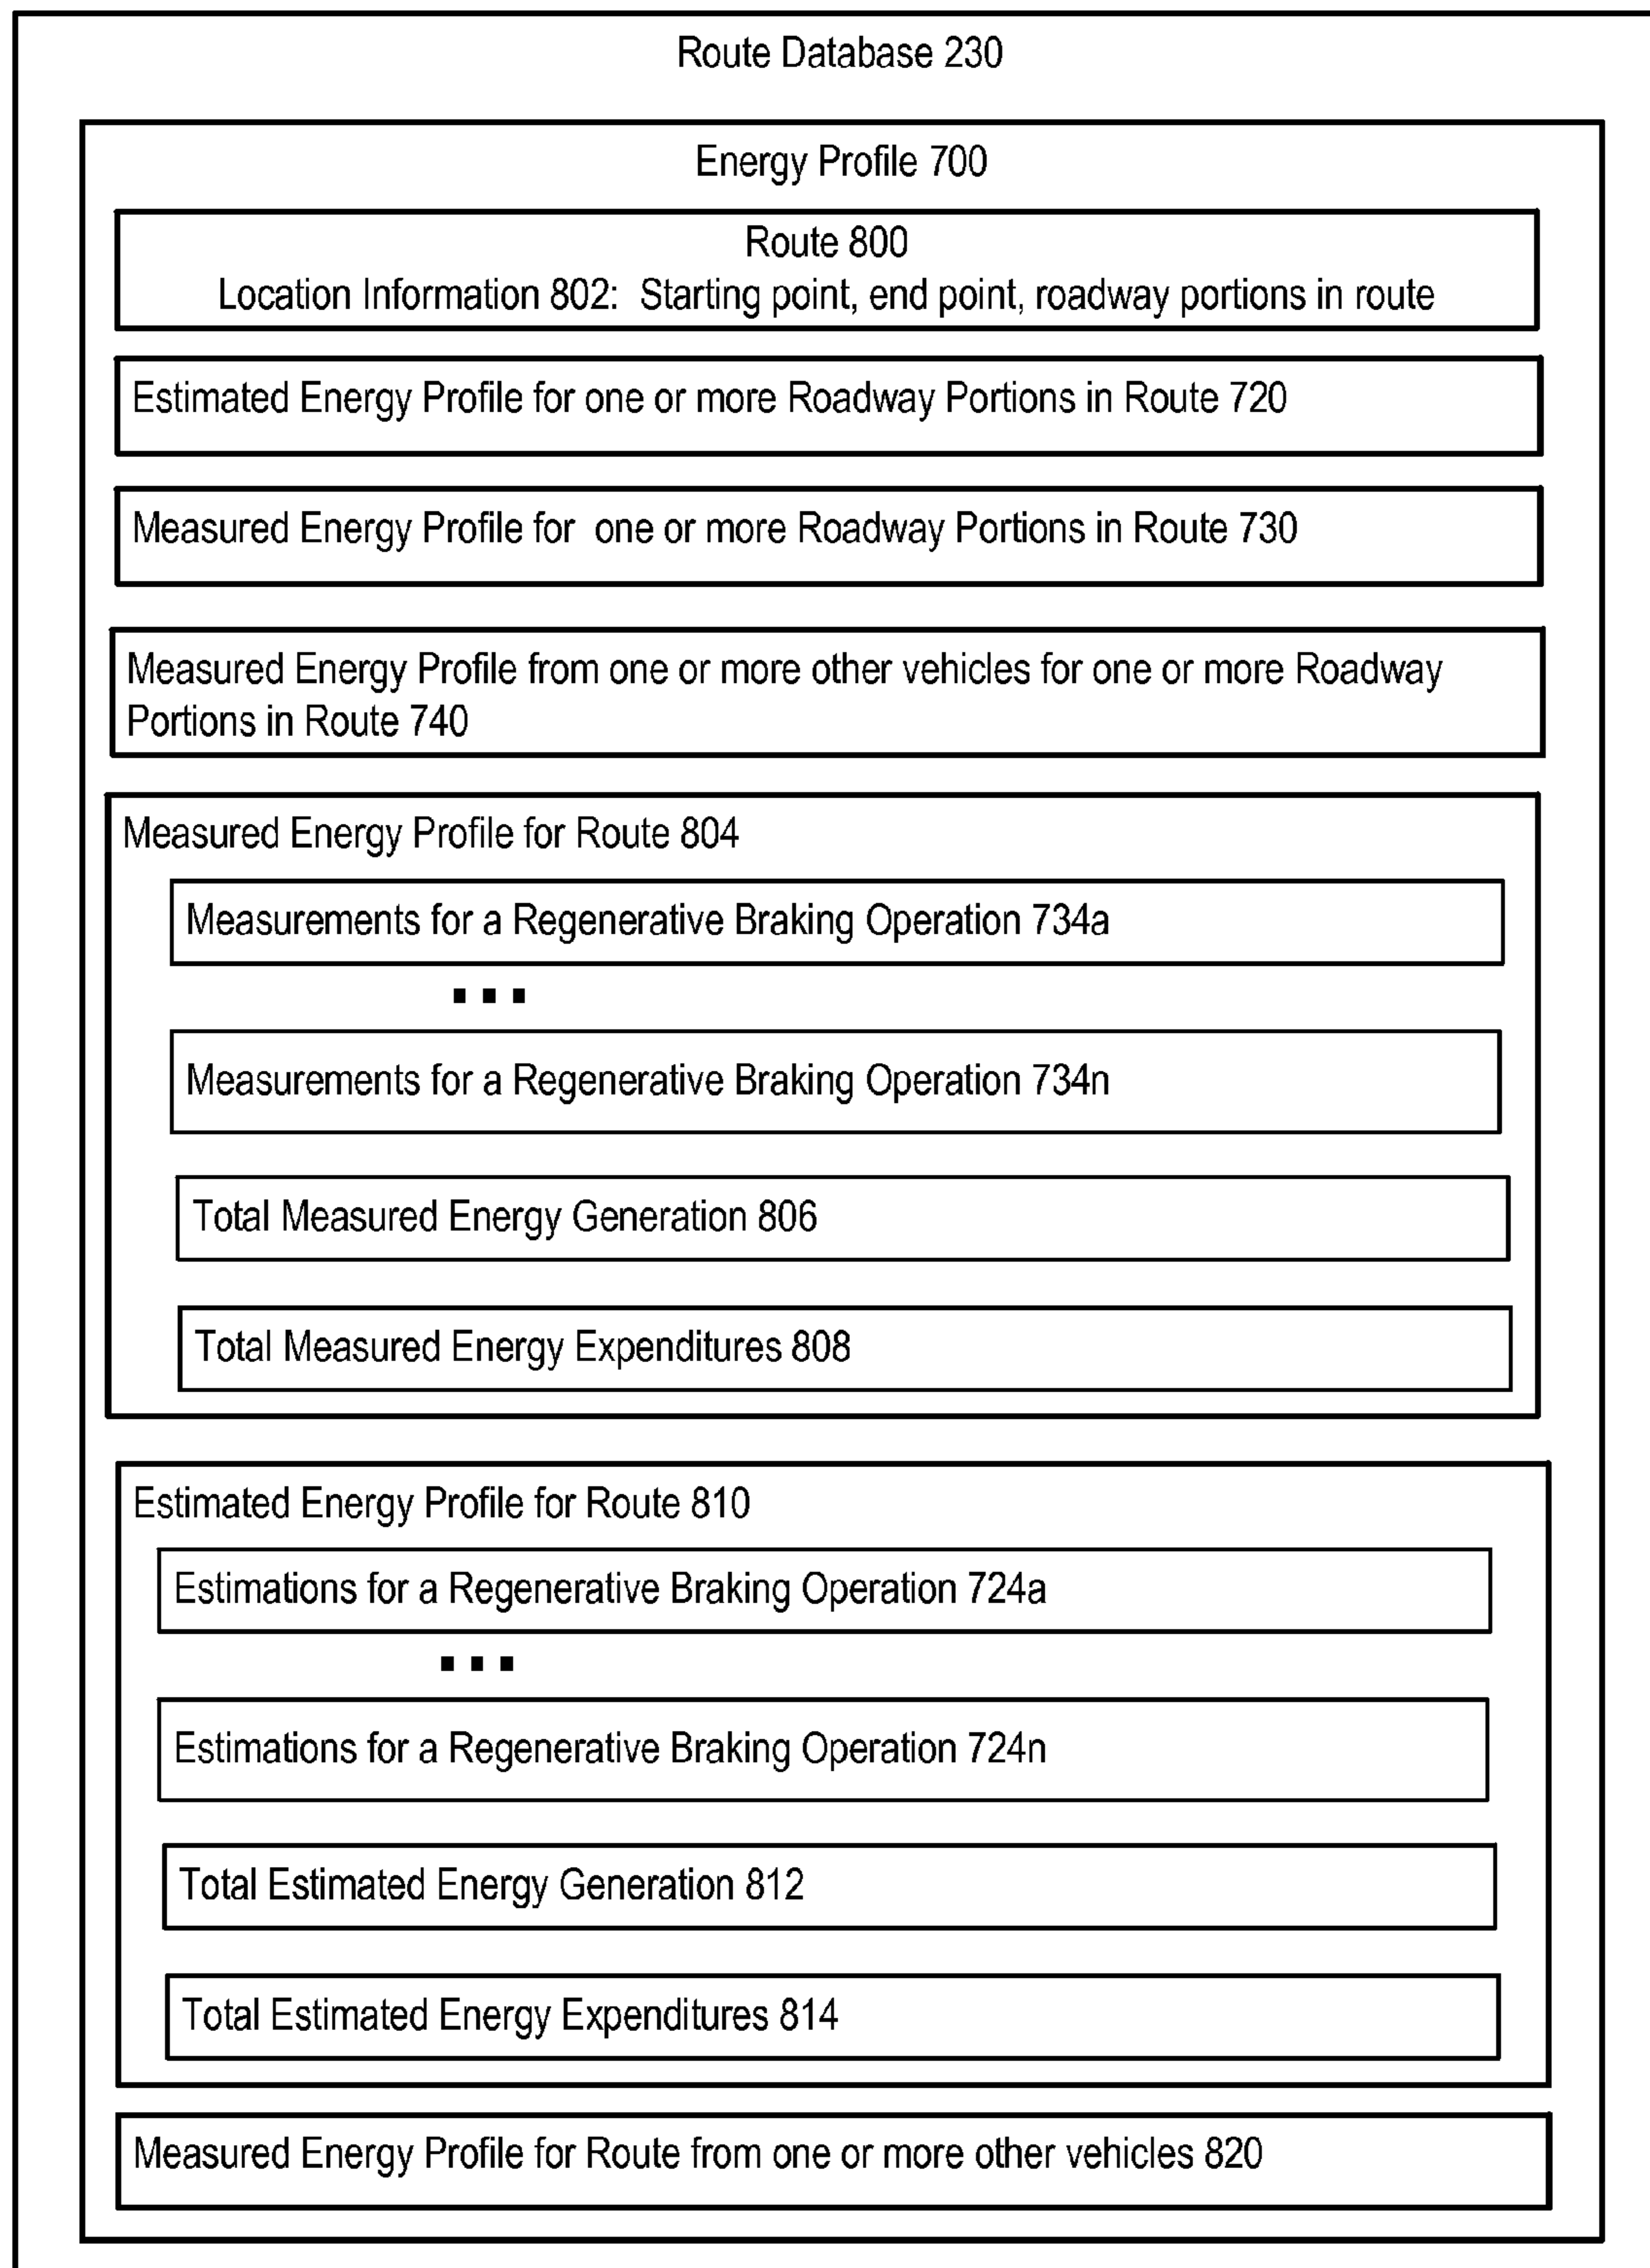 Route Database 230
Energy Profile 700
Route 800
Location Information 802: Starting point, end point, roadway portions in route
Estimated Energy Profile for one or more Roadway Portions in Route 720
Measured Energy Profile for one or more Roadway Portions in Route 730
Measured Energy Profile from one or more other vehicles for one or more Roadway
Portions in Route 740
Measured Energy Profile for Route 804
Measurements for a Regenerative Braking Operation 734a
...
Measurements for a Regenerative Braking Operation 734n
Total Measured Energy Generation 806
Total Measured Energy Expenditures 808
Estimated Energy Profile for Route 810
Estimations for a Regenerative Braking Operation 724a
...
Estimations for a Regenerative Braking Operation 724n
Total Estimated Energy Generation 812
Total Estimated Energy Expenditures 814
Measured Energy Profile for Route from one or more other vehicles 820